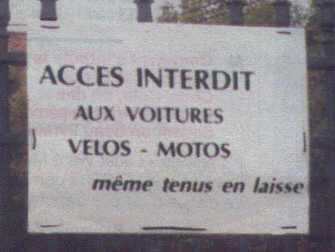 ACCES INTERDIT
AUX VOITURES
VELOS - MOTOS
même tenus en laisse